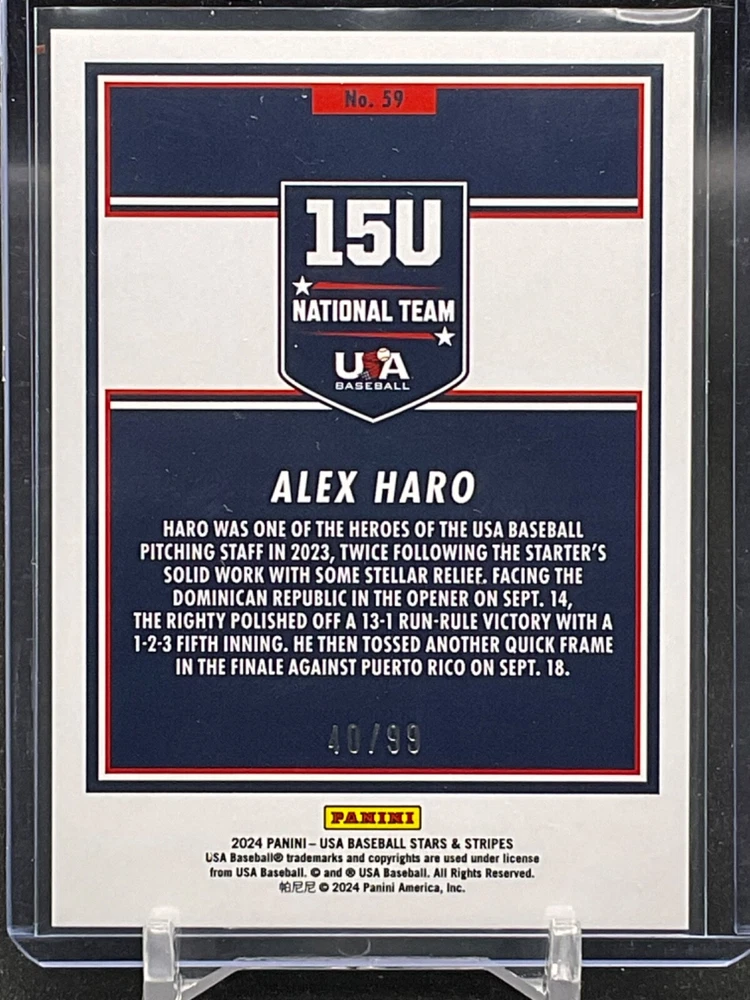 No. 59
15U
NATIONAL TEAM
USA
BASEBALL
ALEX HARO
HARO WAS ONE OF THE HEROES OF THE USA BASEBALL
PITCHING STAFF IN 2023, TWICE FOLLOWING THE STARTER'S
SOLID WORK WITH SOME STELLAR RELIEF. FACING THE
DOMINICAN REPUBLIC IN THE OPENER ON SEPT. 14,
THE RIGHTY POLISHED OFF A 13-1 RUN-RULE VICTORY WITH A
1-2-3 FIFTH INNING. HE THEN TOSSED ANOTHER QUICK FRAME
IN THE FINALE AGAINST PUERTO RICO ON SEPT. 18.
40/99
PANINI
2024 PANINI – USA BASEBALL STARS & STRIPES
USA Baseball® trademarks and copyrights are used under license
from USA Baseball. © and ® USA Baseball. All Rights Reserved.
帕尼尼 © 2024 Panini America, Inc.